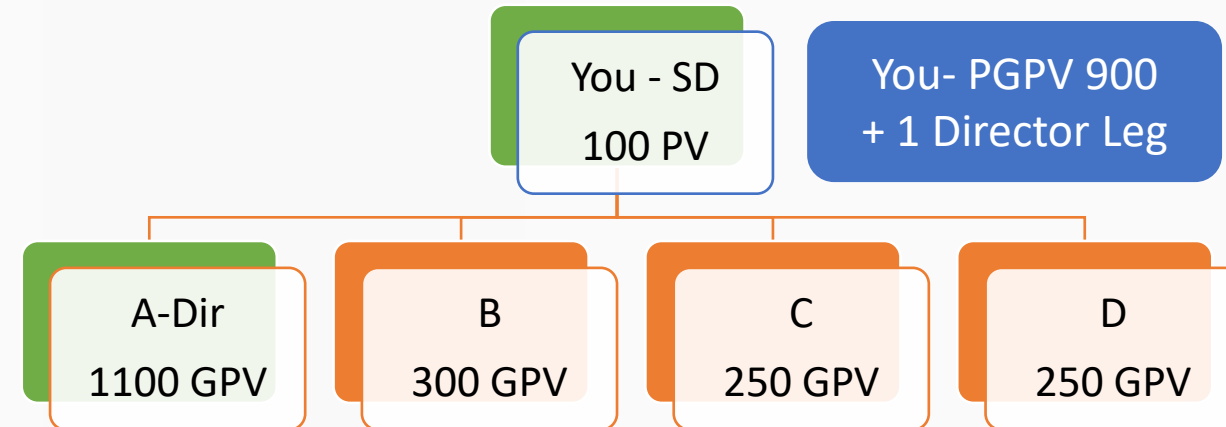 You - SD
100 PV
You- PGPV 900
+ 1 Director Leg
A-Dir
1100 GPV
B
300 GPV
C
250 GPV
D
250 GPV